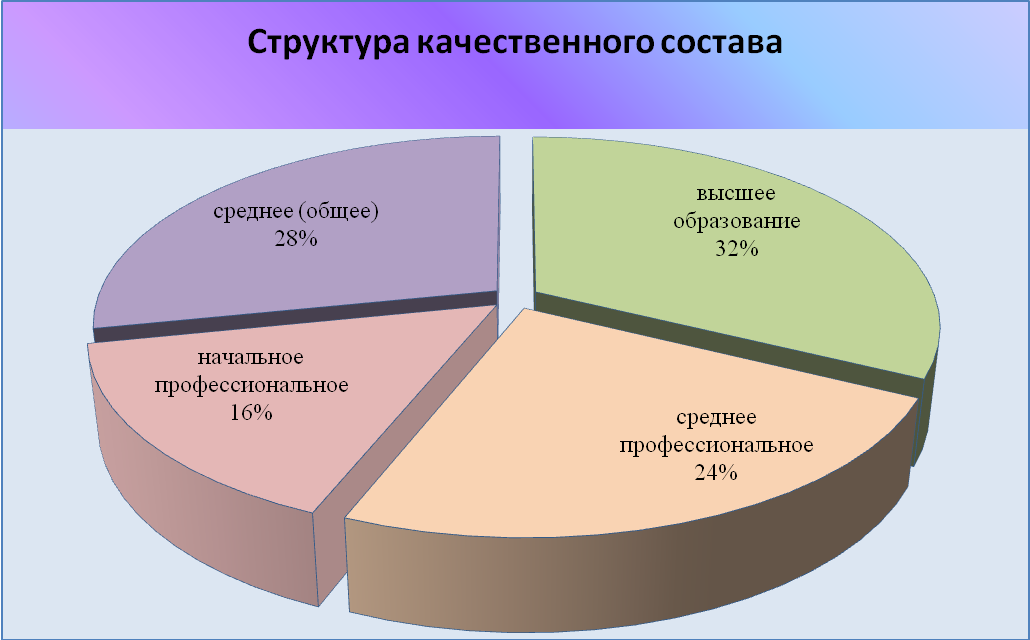 Структура качественного состава
высшее
образование
32%
среднее
профессиональное
24%
начальное
профессиональное
16%
среднее (общее)
28%